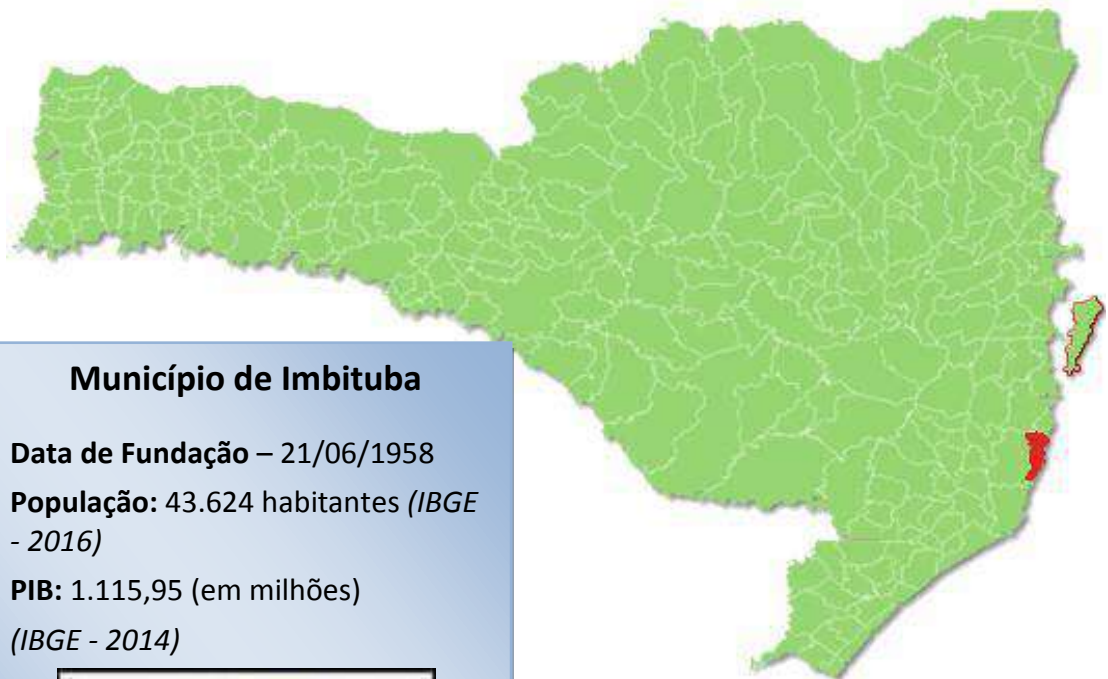 Município de Imbituba
Data de Fundação – 21/06/1958
População: 43.624 habitantes (IBGE
- 2016)
PIB: 1.115,95 (em milhões)
(IBGE - 2014)